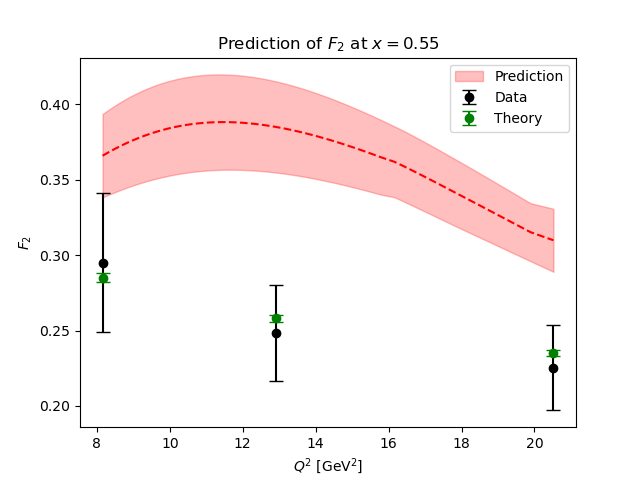 Prediction of F₂ at x = 0.55
Prediction
Data
Theory
0.40
0.35
0.30
0.25
0.20
F₂
8
10
12
14
16
18
20
Q² [GeV²]